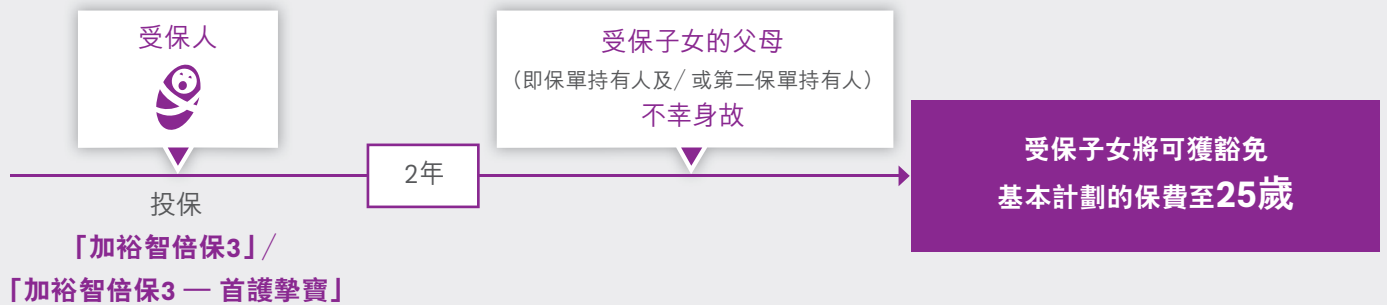 受保人
投保
「加裕智倍保3」/
「加裕智倍保3 — 首護摯寶」
2年
受保子女的父母
（即保單持有人及/ 或第二保單持有人）
不幸身故
受保子女將可獲豁免
基本計劃的保費至25歲